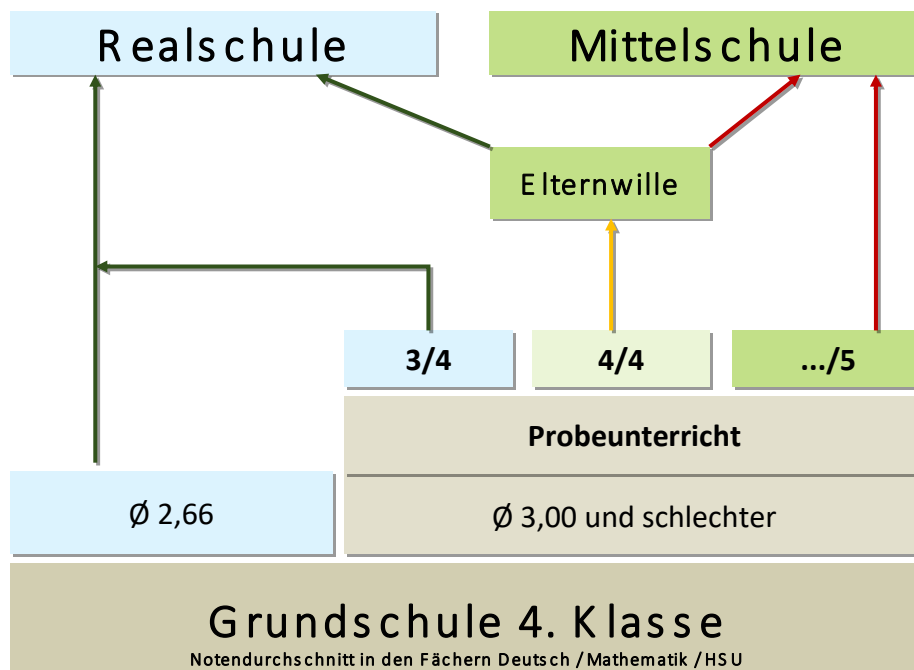 Realschule
Mittelschule
Elternwille
3/4
4/4
.../5
Probeunterricht
Ø 2,66
Ø 3,00 und schlechter
Grundschule 4. Klasse
Notendurchschnitt in den Fächern Deutsch / Mathematik / HSU